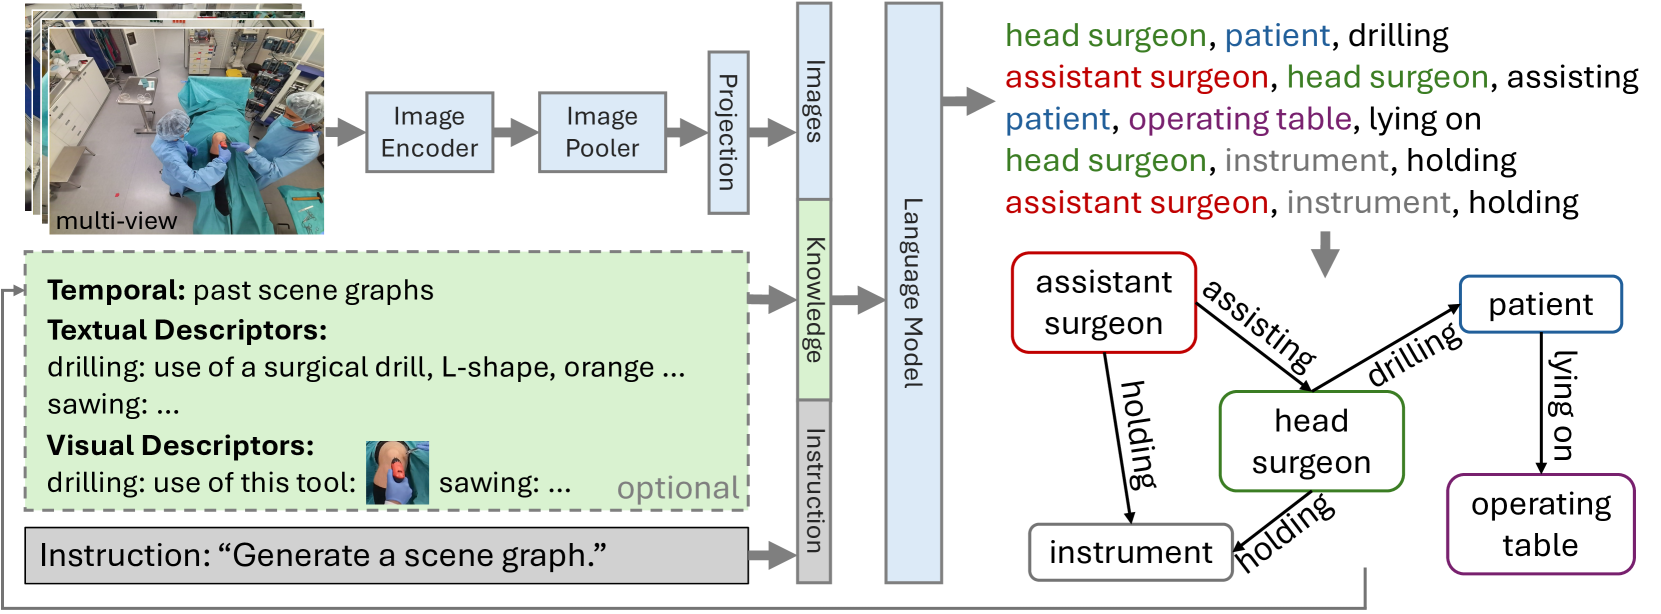 multi-view
Image
Encoder
Image
Pooler
Projection
Images
Knowledge
Instruction
Language Model
Temporal: past scene graphs
Textual Descriptors:
drilling: use of a surgical drill, L-shape, orange ...
sawing: ...
Visual Descriptors:
drilling: use of this tool: sawing: ...
optional
Instruction: “Generate a scene graph.”
head surgeon, patient, drilling
assistant surgeon, head surgeon, assisting
patient, operating table, lying on
head surgeon, instrument, holding
assistant surgeon, instrument, holding
assistant
surgeon
assisting
drilling
patient
holding
head
surgeon
lying on
holding
instrument
operating
table